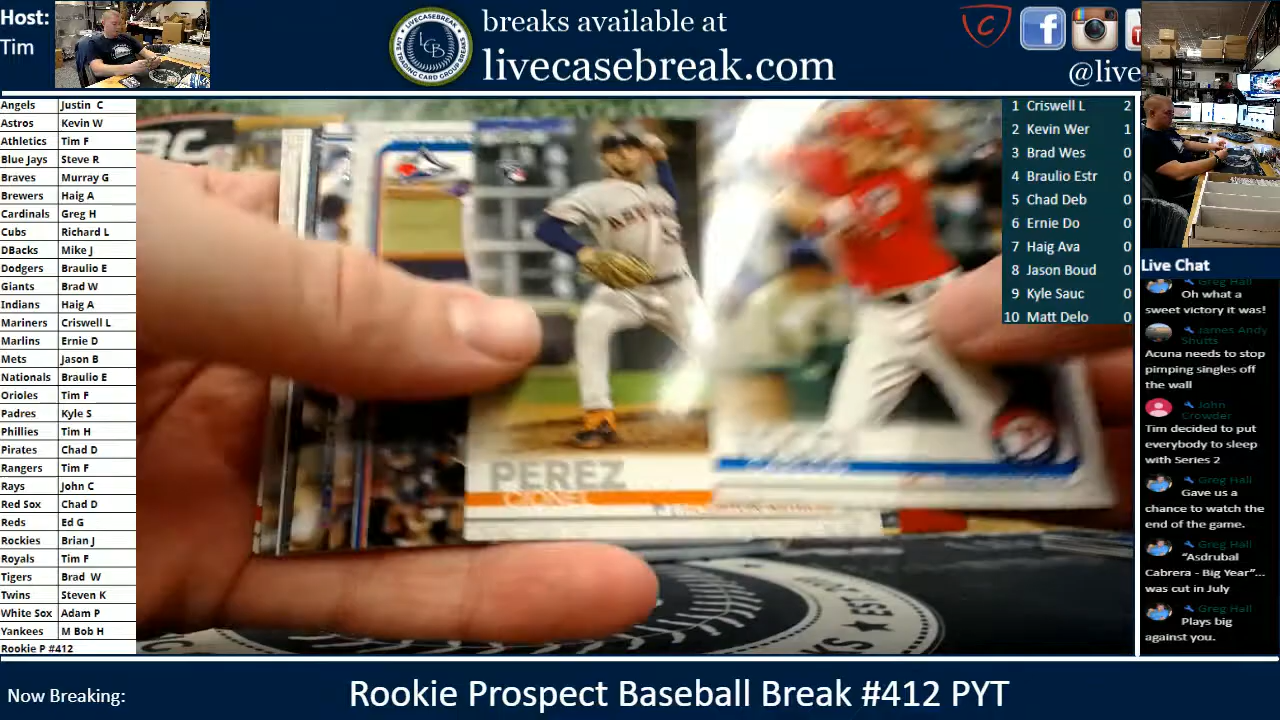 Host:
Tim
breaks available at
livecasebreak.com
@live
LCB
Angels Justin C
Astros Kevin W
Athletics Tim F
Blue Jays Steve R
Braves Murray G
Brewers Haig A
Cardinals Greg H
Cubs Richard L
DBacks Mike J
Dodgers Braulio E
Giants Brad W
Indians Haig A
Mariners Criswell L
Marlins Ernie D
Mets Jason B
Nationals Braulio E
Orioles Tim F
Padres Kyle S
Phillies Tim H
Pirates Chad D
Rangers Tim F
Rays John C
Red Sox Chad D
Reds Ed G
Rockies Brian J
Royals Tim F
Tigers Brad W
Twins Steven K
White Sox Adam P
Yankees M Bob H
Rookie P #412
PEREZ
CIONEL
1 Criswell L 2
2 Kevin Wer 1
3 Brad Wes 0
4 Braulio Estr 0
5 Chad Deb 0
6 Ernie Do 0
7 Haig Ava 0
8 Jason Boud 0
9 Kyle Sauc 0
10 Matt Delo 0
Live Chat
Greg Hall
Oh what a
sweet victory it was!
James Andy
Shutts
Acuna needs to stop
pimping singles off
the wall
John
Crowder
Tim decided to put
everybody to sleep
with Series 2
Greg Hall
Gave us a
chance to watch the
end of the game.
Greg Hall
"Asdrubal
Cabrera - Big Year"...
was cut in July
Greg Hall
Plays big
against you.
Now Breaking:
Rookie Prospect Baseball Break #412 PYT